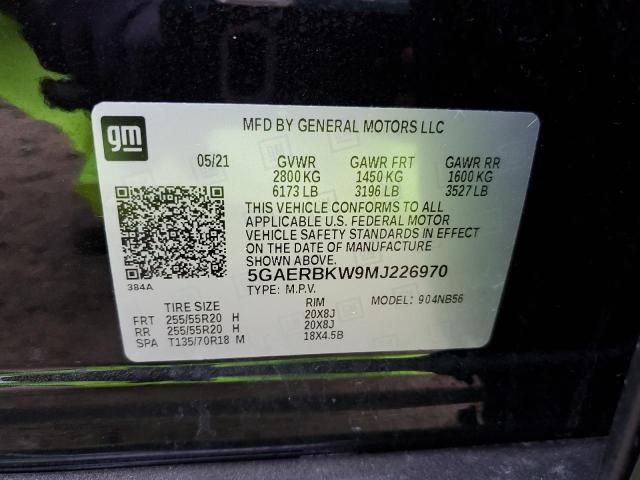 gm
MFD BY GENERAL MOTORS LLC
05/21 GVWR GAWR FRT GAWR RR
2800 KG 1450 KG 1600 KG
6173 LB 3196 LB 3527 LB
THIS VEHICLE CONFORMS TO ALL
APPLICABLE U.S. FEDERAL MOTOR
VEHICLE SAFETY STANDARDS IN EFFECT
ON THE DATE OF MANUFACTURE
SHOWN ABOVE.
5GAERBKW9MJ226970
384A
TYPE: M.P.V. MODEL: 904NB56
TIRE SIZE RIM
FRT 255/55R20 H 20X8J
RR 255/55R20 H 20X8J
SPA T135/70R18 M 18X4.5B